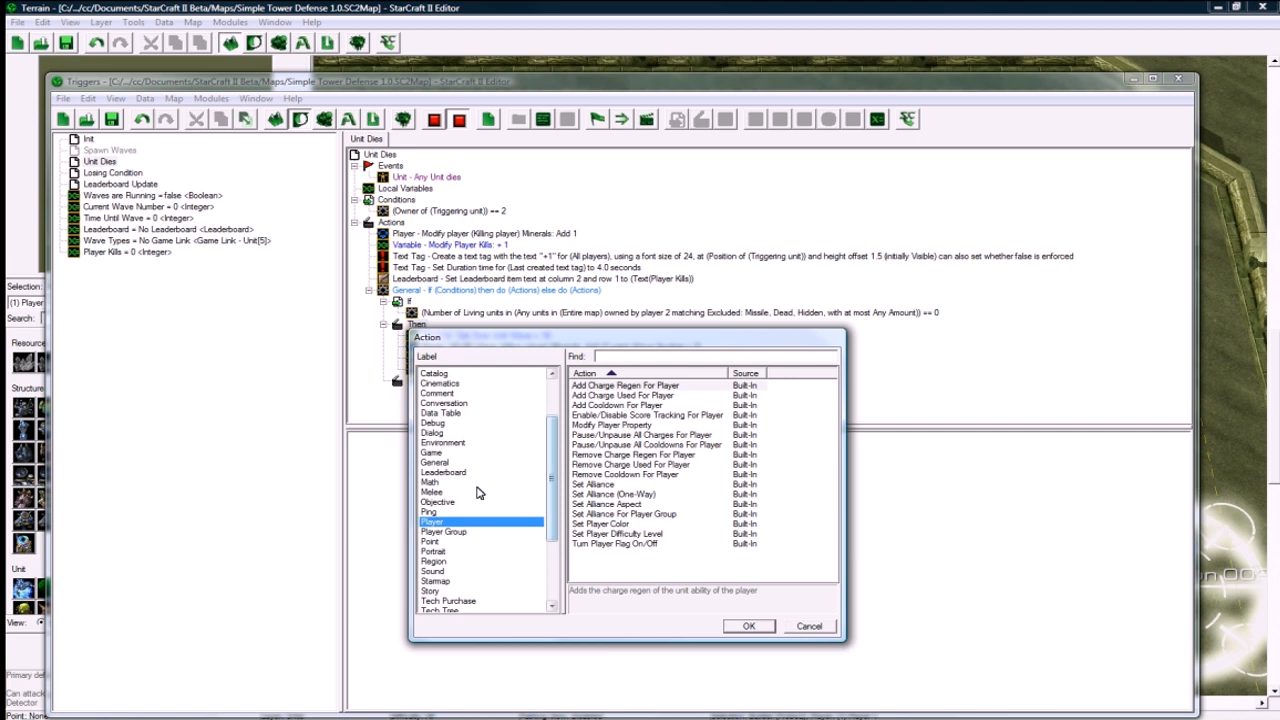 Terrain - [C:/.../cc/Documents/StarCraft II Beta/Maps/Simple Tower Defense 1.0.SC2Map] - StarCraft II Editor
File Edit View Layer Tools Data Map Modules Window Help
Triggers - [C:/.../cc/Documents/StarCraft II Beta/Maps/Simple Tower Defense 1.0.SC2Map] - StarCraft II Editor
File Edit View Data Map Modules Window Help
Init
Spawn Waves
Unit Dies
Losing Condition
Leaderboard Update
Waves are Running = false <Boolean>
Current Wave Number = 0 <Integer>
Time Until Wave = 0 <Integer>
Leaderboard = No Leaderboard <Leaderboard>
Wave Types = No Game Link <Game Link - Unit[5]>
Player Kills = 0 <Integer>
Unit Dies
Unit Dies
Events
Unit - Any Unit dies
Local Variables
Conditions
(Owner of (Triggering unit)) == 2
Actions
Player - Modify player (Killing player) Minerals: Add 1
Variable - Modify Player Kills: + 1
Text Tag - Create a text tag with the text "+1" for (All players), using a font size of 24, at (Position of (Triggering unit)) and height offset 1.5 (initially Visible) can also set whether false is enforced
Text Tag - Set Duration time for (Last created text tag) to 4.0 seconds
Leaderboard - Set Leaderboard item text at column 2 and row 1 to (Text(Player Kills))
General - If (Conditions) then do (Actions) else do (Actions)
If
(Number of Living units in (Any units in (Entire map) owned by player 2 matching Excluded: Missile, Dead, Hidden, with at most Any Amount)) == 0
Then
Selection:
(1) Player
Search:
Resource
Structure
Unit
View:
Primary def
Can attack
Detector
Point: None
Action
Label
Catalog
Cinematics
Comment
Conversation
Data Table
Debug
Dialog
Environment
Game
General
Leaderboard
Math
Melee
Objective
Ping
Player
Player Group
Point
Portrait
Region
Sound
Starmap
Story
Tech Purchase
Tech Tree
Find:
Action Source
Add Charge Regen For Player Built-In
Add Charge Used For Player Built-In
Add Cooldown For Player Built-In
Enable/Disable Score Tracking For Player Built-In
Modify Player Property Built-In
Pause/Unpause All Charges For Player Built-In
Pause/Unpause All Cooldowns For Player Built-In
Remove Charge Regen For Player Built-In
Remove Charge Used For Player Built-In
Remove Cooldown For Player Built-In
Set Alliance Built-In
Set Alliance (One-Way) Built-In
Set Alliance Aspect Built-In
Set Alliance For Player Group Built-In
Set Player Color Built-In
Set Player Difficulty Level Built-In
Turn Player Flag On/Off Built-In
Adds the charge regen of the unit ability of the player
OK Cancel